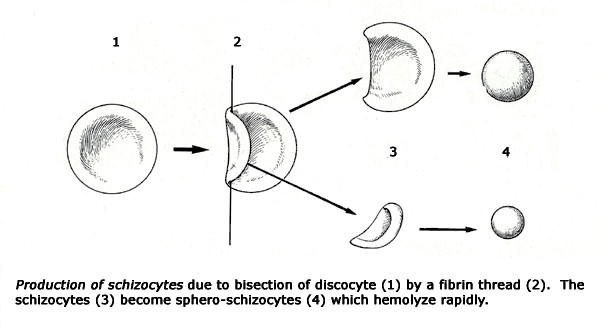 1
2
3
4
Production of schizocytes due to bisection of discocyte (1) by a fibrin thread (2).  The
schizocytes (3) become sphero-schizocytes (4) which hemolyze rapidly.